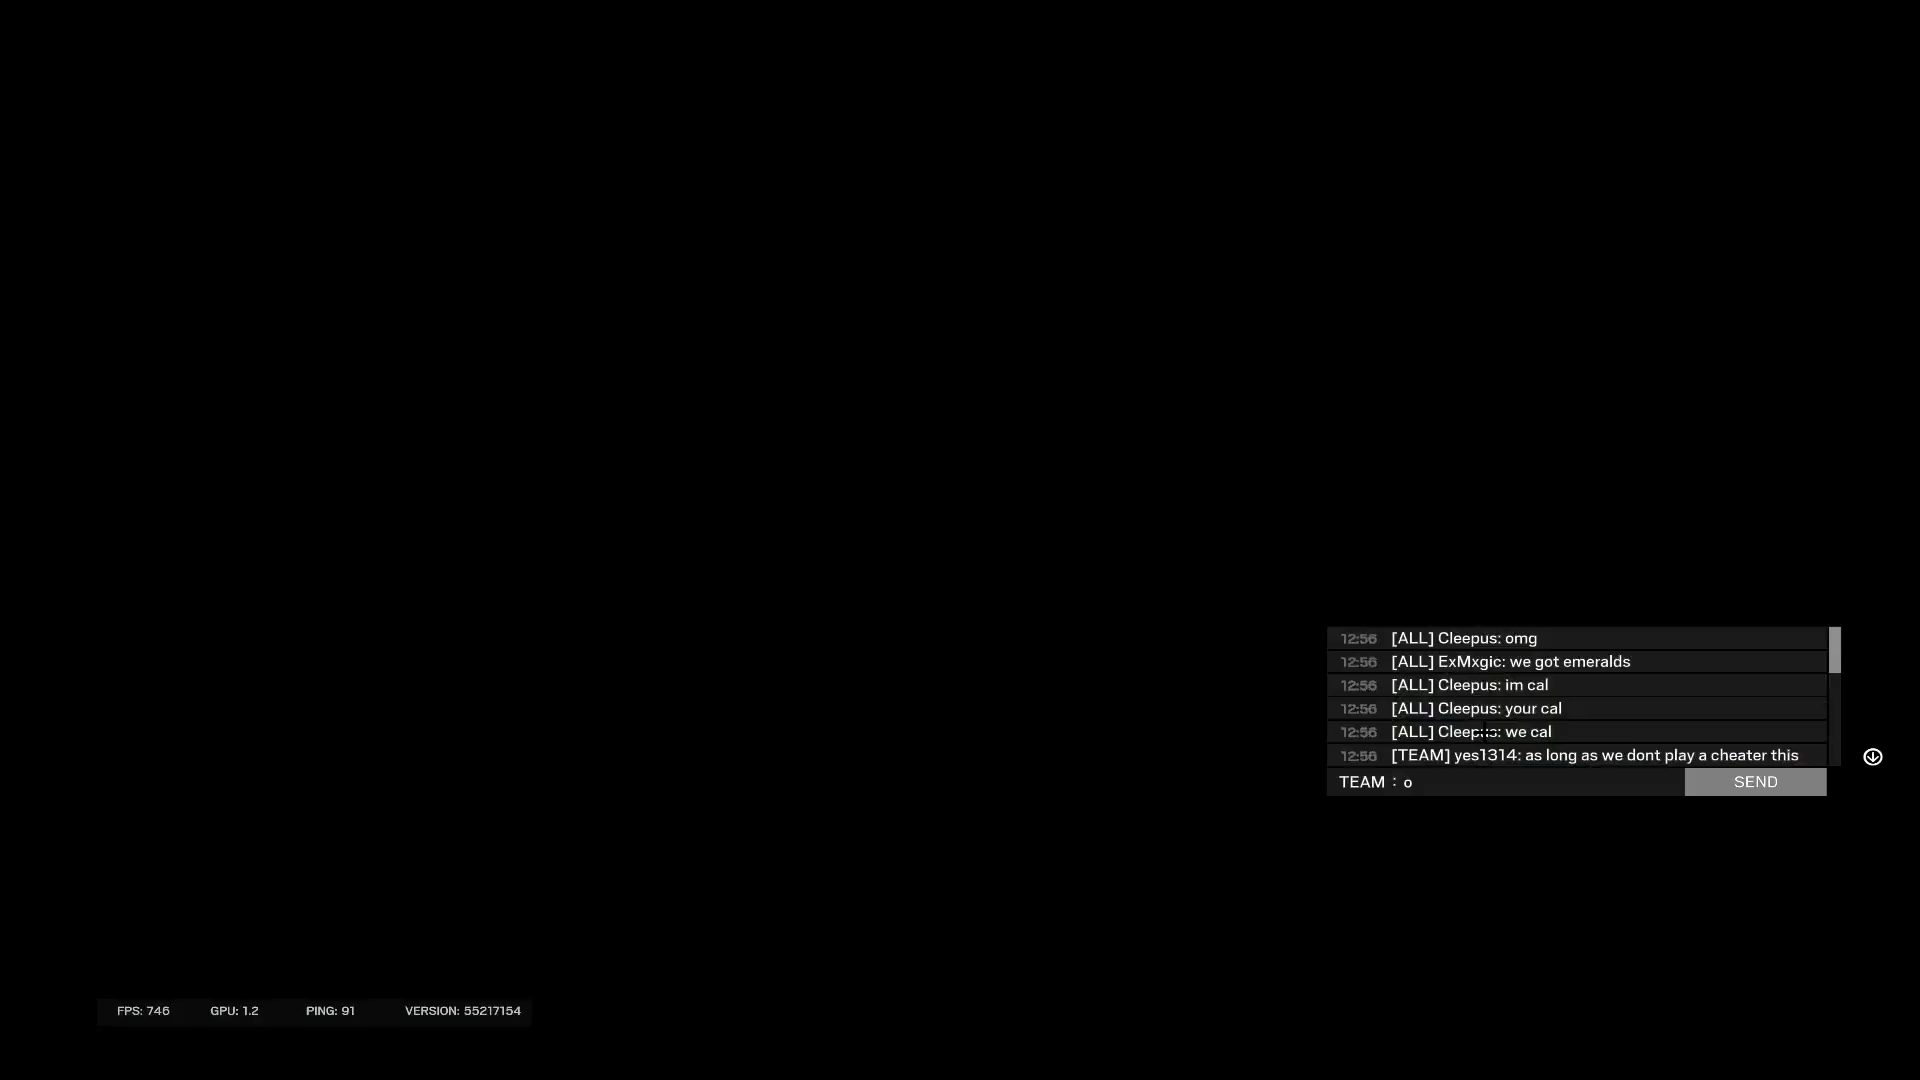 12:56 [ALL] Cleepus: omg
12:56 [ALL] ExMxgic: we got emeralds
12:56 [ALL] Cleepus: im cal
12:56 [ALL] Cleepus: your cal
12:56 [ALL] Cleepus: we cal
12:56 [TEAM] yes1314: as long as we dont play a cheater this
TEAM : o SEND
FPS: 746 GPU: 1.2 PING: 91 VERSION: 55217154